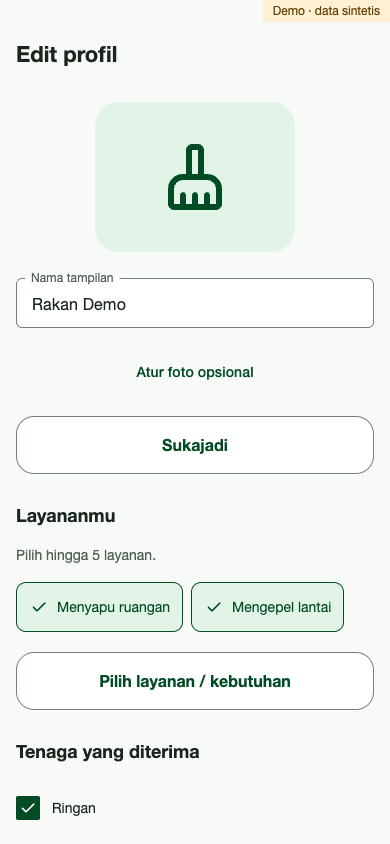 Demo · data sintetis
Edit profil
Nama tampilan
Rakan Demo
Atur foto opsional
Sukajadi
Layananmu
Pilih hingga 5 layanan.
Menyapu ruangan
Mengepel lantai
Pilih layanan / kebutuhan
Tenaga yang diterima
Ringan